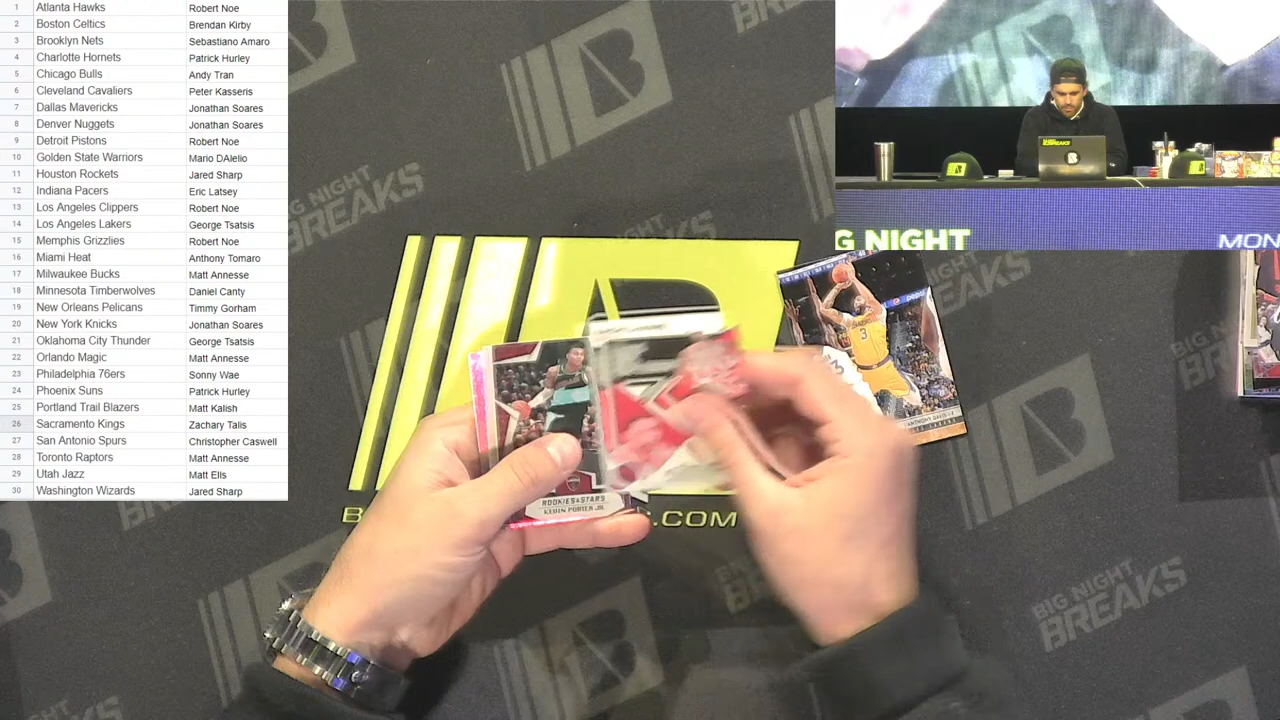 1 Atlanta Hawks Robert Noe
2 Boston Celtics Brendan Kirby
3 Brooklyn Nets Sebastiano Amaro
4 Charlotte Hornets Patrick Hurley
5 Chicago Bulls Andy Tran
6 Cleveland Cavaliers Peter Kasseris
7 Dallas Mavericks Jonathan Soares
8 Denver Nuggets Jonathan Soares
9 Detroit Pistons Robert Noe
10 Golden State Warriors Mario DAlelio
11 Houston Rockets Jared Sharp
12 Indiana Pacers Eric Latsey
13 Los Angeles Clippers Robert Noe
14 Los Angeles Lakers George Tsatsis
15 Memphis Grizzlies Robert Noe
16 Miami Heat Anthony Tomaro
17 Milwaukee Bucks Matt Annesse
18 Minnesota Timberwolves Daniel Canty
19 New Orleans Pelicans Timmy Gorham
20 New York Knicks Jonathan Soares
21 Oklahoma City Thunder George Tsatsis
22 Orlando Magic Matt Annesse
23 Philadelphia 76ers Sonny Wae
24 Phoenix Suns Patrick Hurley
25 Portland Trail Blazers Matt Kalish
26 Sacramento Kings Zachary Talis
27 San Antonio Spurs Christopher Caswell
28 Toronto Raptors Matt Annesse
29 Utah Jazz Matt Ells
30 Washington Wizards Jared Sharp
BIG NIGHT
BREAKS
G NIGHT
MON
3
ANTHONY DAVIS
ROOKIES & STARS
KEVIN PORTER JR.
.COM
BIG NIGHT
BREAKS